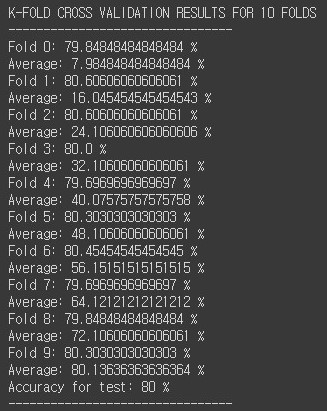 K-FOLD CROSS VALIDATION RESULTS FOR 10 FOLDS
--------------------------------
Fold 0: 79.84848484848484 %
Average: 7.984848484848484 %
Fold 1: 80.60606060606061 %
Average: 16.045454545454543 %
Fold 2: 80.60606060606061 %
Average: 24.106060606060606 %
Fold 3: 80.0 %
Average: 32.10606060606061 %
Fold 4: 79.6969696969697 %
Average: 40.07575757575758 %
Fold 5: 80.3030303030303 %
Average: 48.10606060606061 %
Fold 6: 80.45454545454545 %
Average: 56.15151515151515 %
Fold 7: 79.6969696969697 %
Average: 64.12121212121212 %
Fold 8: 79.84848484848484 %
Average: 72.10606060606061 %
Fold 9: 80.3030303030303 %
Average: 80.13636363636364 %
Accuracy for test: 80 %
--------------------------------